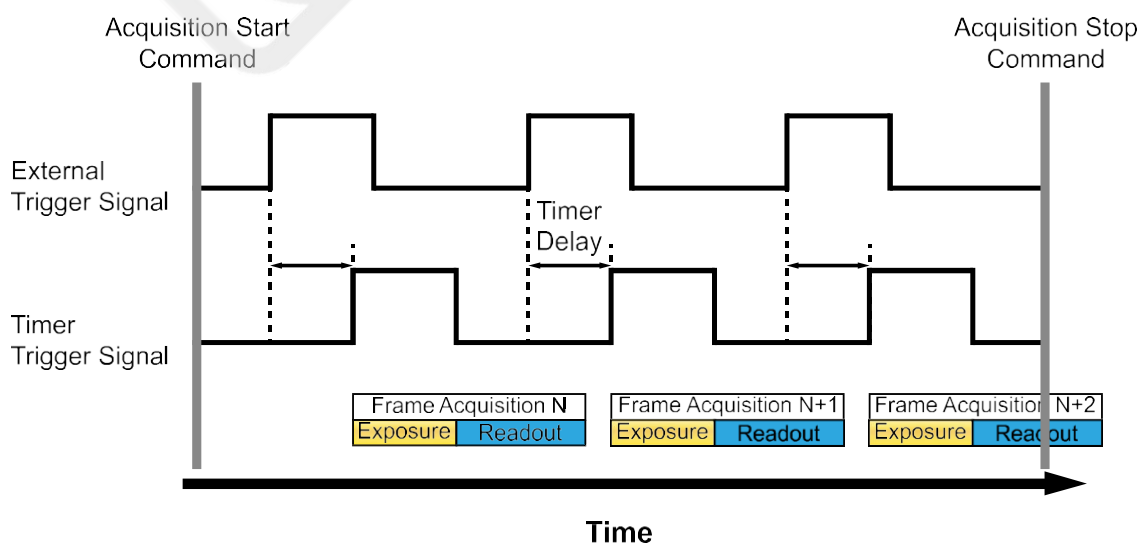 Acquisition Start
Command
Acquisition Stop
Command
External
Trigger Signal
Timer
Delay
Timer
Trigger Signal
Frame Acquisition N
Exposure Readout
Frame Acquisition N+1
Exposure Readout
Frame Acquisition N+2
Exposure Readout
Time